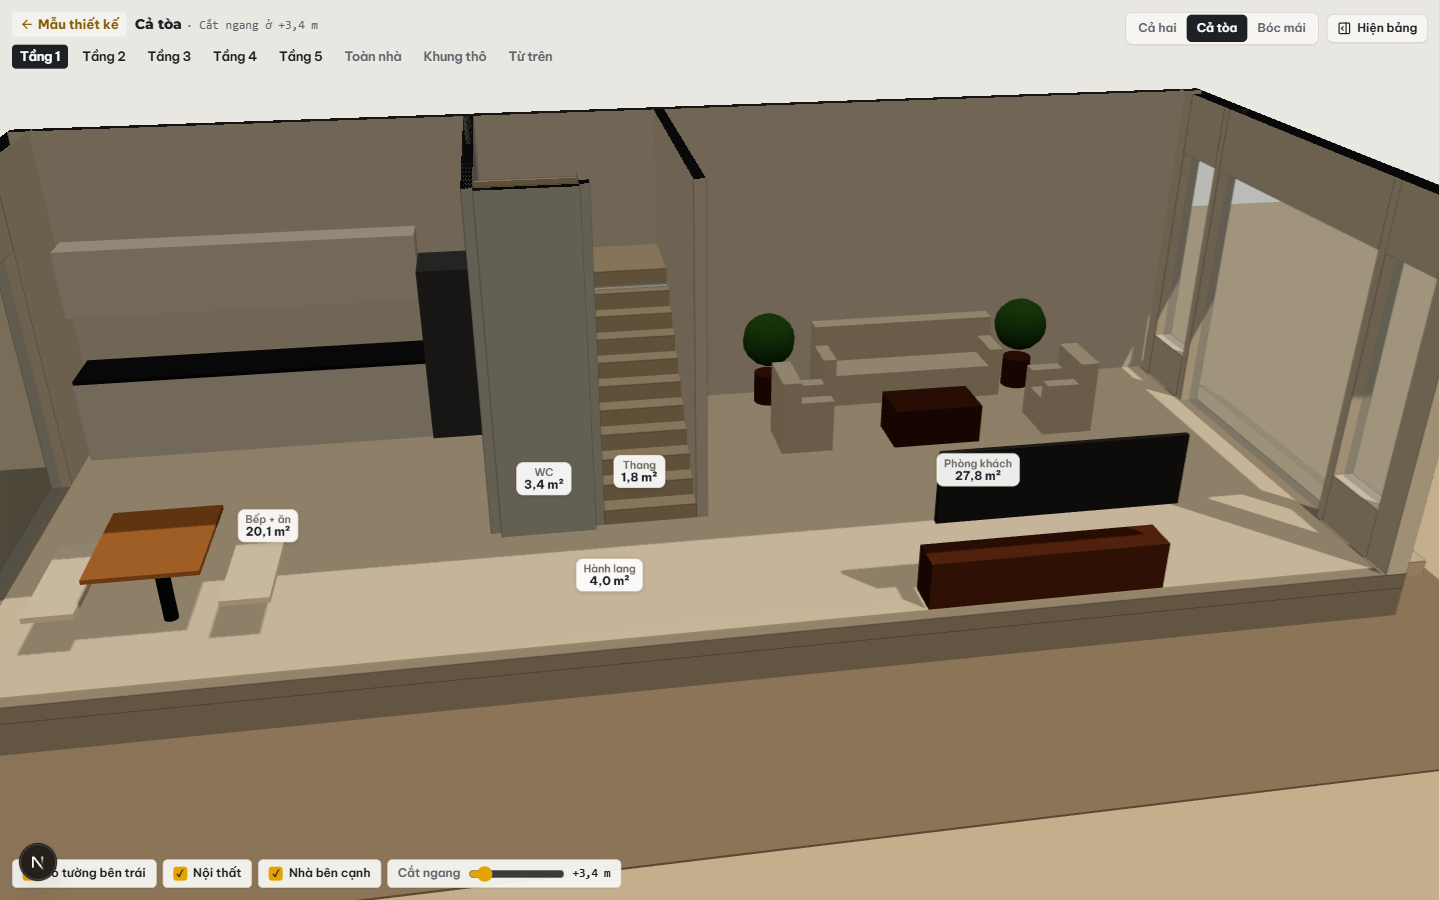 ← Mẫu thiết kế Cả tòa · Cắt ngang ở +3,4 m
Cả hai Cả tòa Bóc mái Hiện bảng
Tầng 1 Tầng 2 Tầng 3 Tầng 4 Tầng 5 Toàn nhà Khung thô Từ trên
WC
3,4 m²
Thang
1,8 m²
Phòng khách
27,8 m²
Bếp + ăn
20,1 m²
Hành lang
4,0 m²
N
tường bên trái Nội thất Nhà bên cạnh Cắt ngang +3,4 m